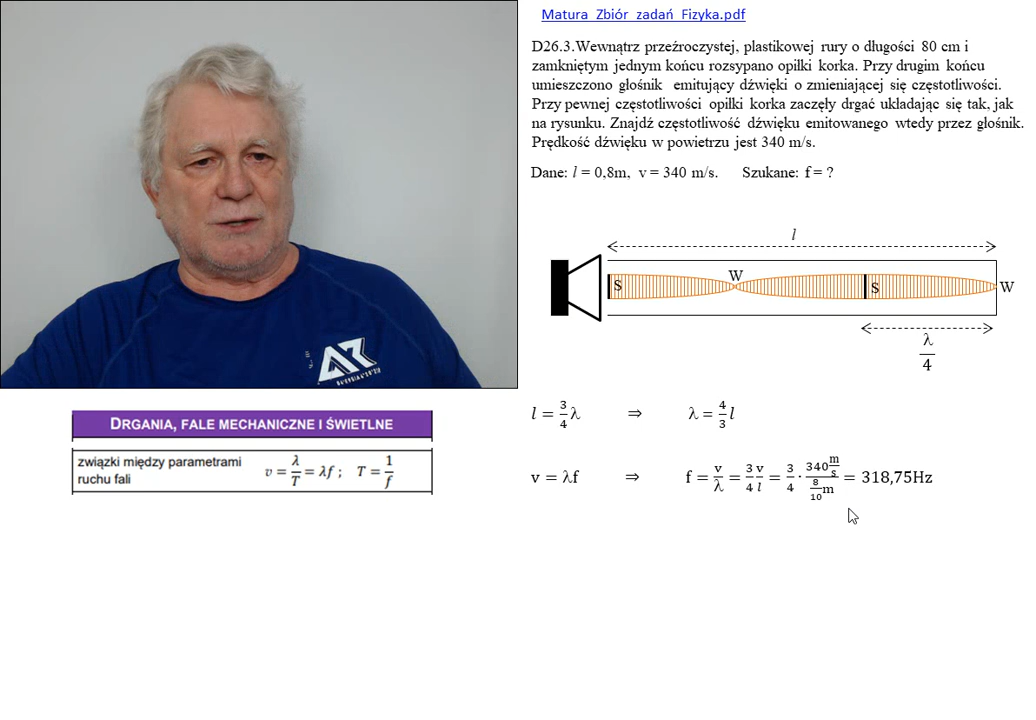 Matura Zbiór zadań Fizyka.pdf
D26.3.Wewnątrz przeźroczystej, plastikowej rury o długości 80 cm i
zamkniętym jednym końcu rozsypano opiłki korka. Przy drugim końcu
umieszczono głośnik emitujący dźwięki o zmieniającej się częstotliwości.
Przy pewnej częstotliwości opiłki korka zaczęły drgać układając się tak, jak
na rysunku. Znajdź częstotliwość dźwięku emitowanego wtedy przez głośnik.
Prędkość dźwięku w powietrzu jest 340 m/s.
Dane: l = 0,8m, v = 340 m/s. Szukane: f = ?
l
S W S W
λ/4
l = 3/4 λ ⇒ λ = 4/3 l
v = λf ⇒ f = v/λ = 3/4 v/l = 3/4 · 340 m/s / 8/10 m = 318,75Hz
AR
DRGANIA, FALE MECHANICZNE I ŚWIETLNE
związki między parametrami
ruchu fali
v = λ/T = λf ; T = 1/f